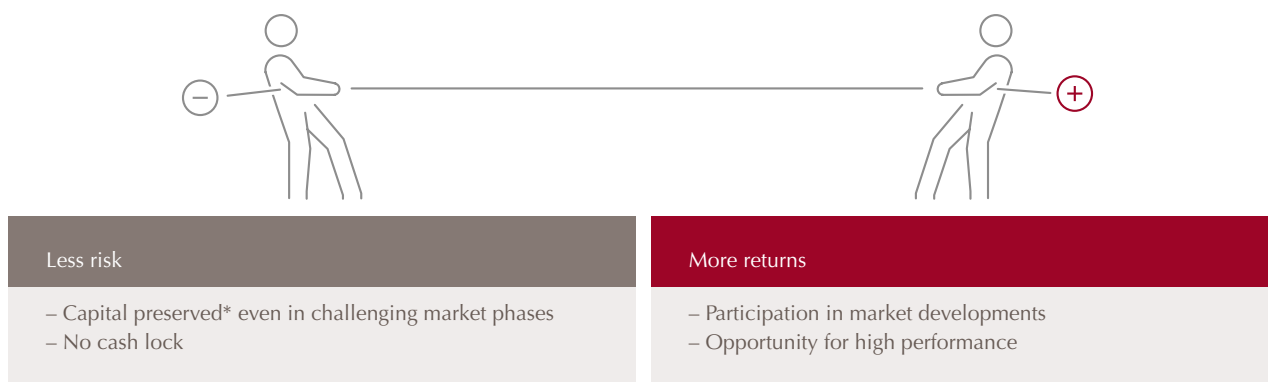 Less risk
– Capital preserved* even in challenging market phases
– No cash lock
More returns
– Participation in market developments
– Opportunity for high performance